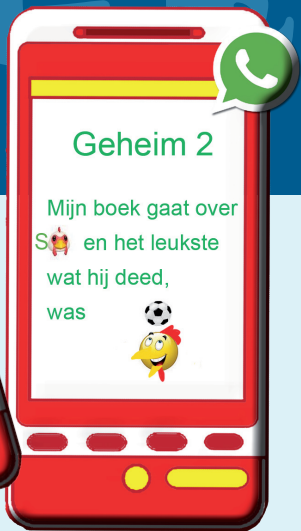 Geheim 2
Mijn boek gaat over
S en het leukste
wat hij deed,
was